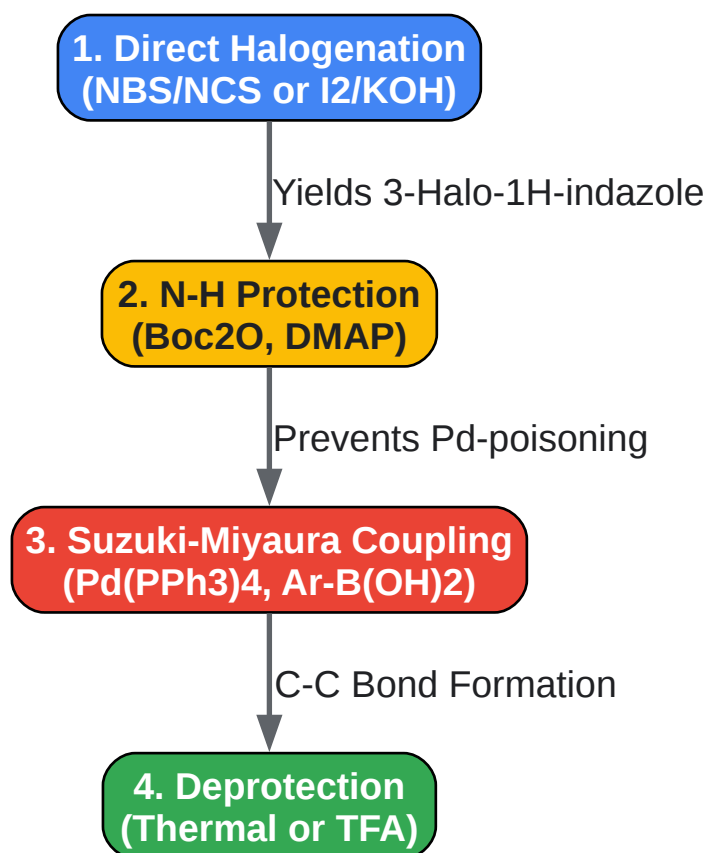 1. Direct Halogenation
(NBS/NCS or I2/KOH)
Yields 3-Halo-1H-indazole
2. N-H Protection
(Boc2O, DMAP)
Prevents Pd-poisoning
3. Suzuki-Miyaura Coupling
(Pd(PPh3)4, Ar-B(OH)2)
C-C Bond Formation
4. Deprotection
(Thermal or TFA)